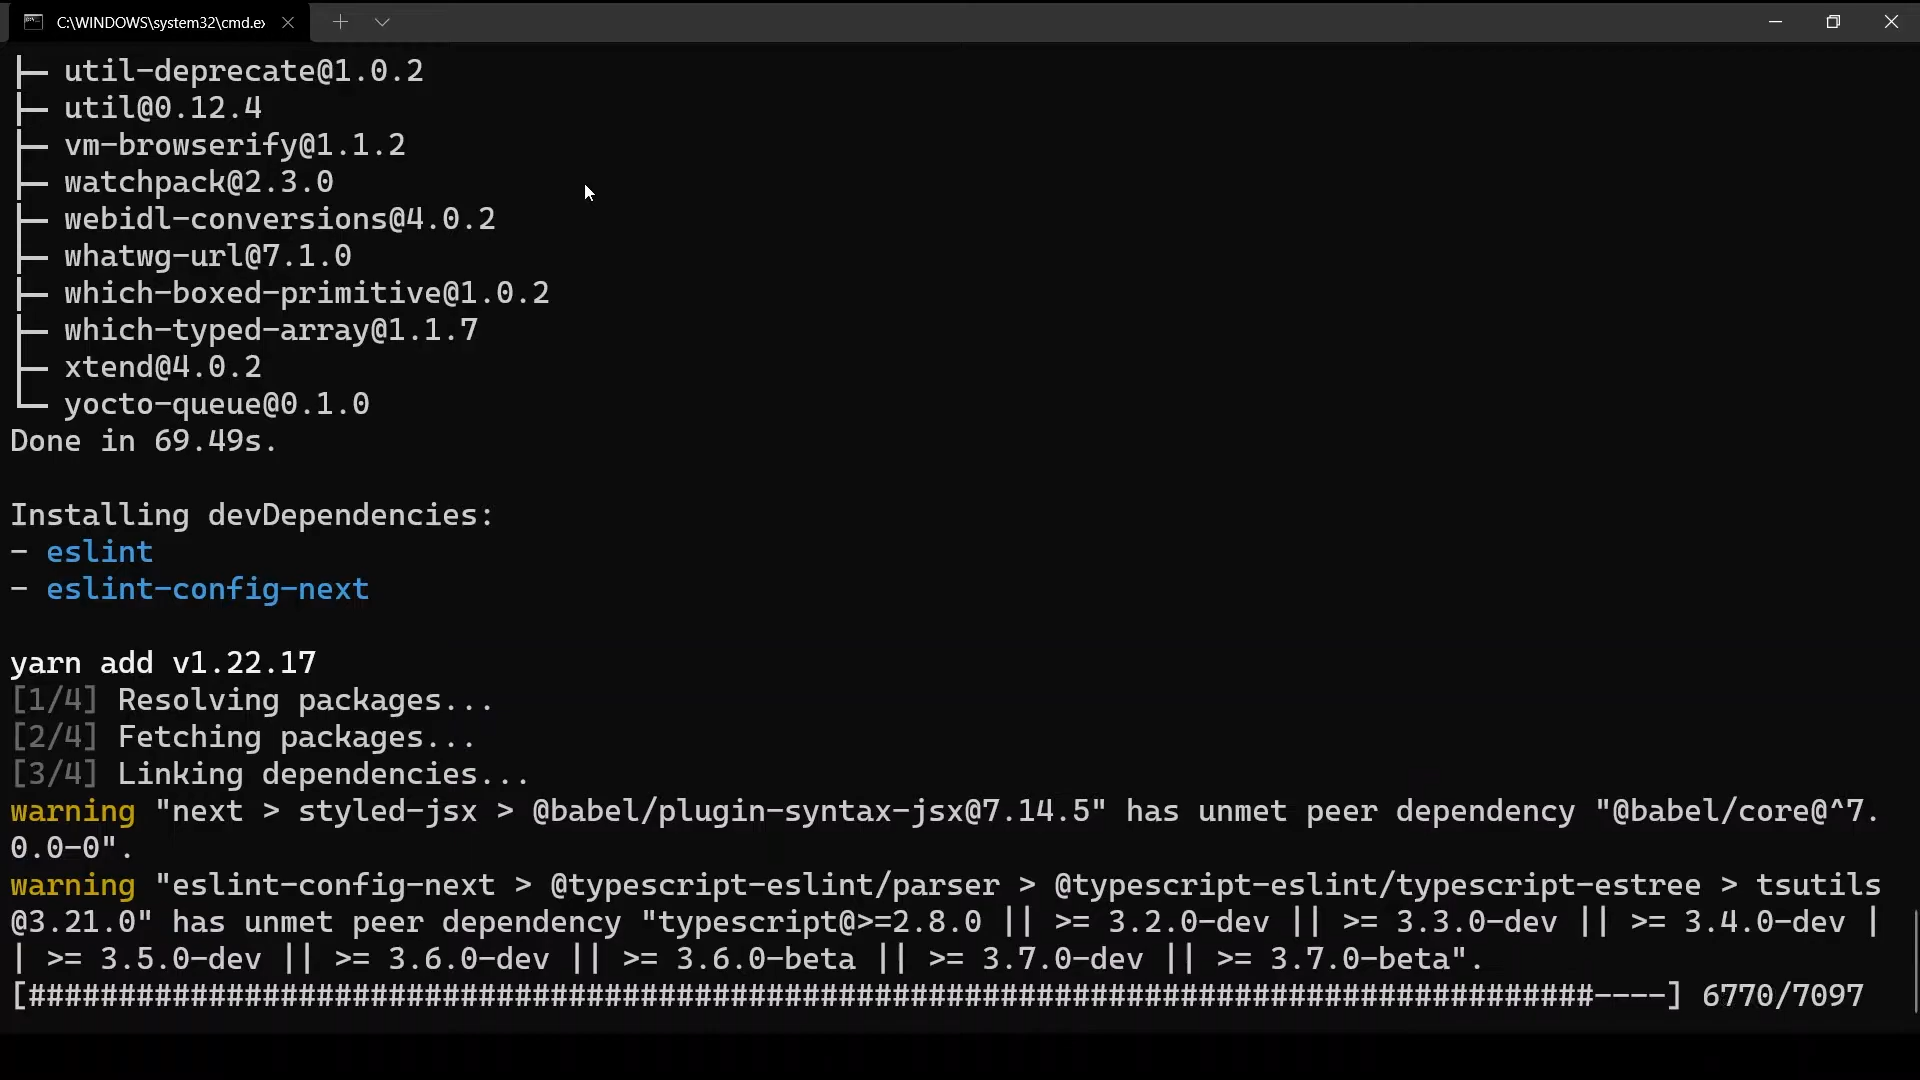 C:\WINDOWS\system32\cmd.ex
├─ util-deprecate@1.0.2
├─ util@0.12.4
├─ vm-browserify@1.1.2
├─ watchpack@2.3.0
├─ webidl-conversions@4.0.2
├─ whatwg-url@7.1.0
├─ which-boxed-primitive@1.0.2
├─ which-typed-array@1.1.7
├─ xtend@4.0.2
└─ yocto-queue@0.1.0
Done in 69.49s.
Installing devDependencies:
- eslint
- eslint-config-next
yarn add v1.22.17
[1/4] Resolving packages...
[2/4] Fetching packages...
[3/4] Linking dependencies...
warning "next > styled-jsx > @babel/plugin-syntax-jsx@7.14.5" has unmet peer dependency "@babel/core@^7.
0.0-0".
warning "eslint-config-next > @typescript-eslint/parser > @typescript-eslint/typescript-estree > tsutils
@3.21.0" has unmet peer dependency "typescript@>=2.8.0 || >= 3.2.0-dev || >= 3.3.0-dev || >= 3.4.0-dev |
| >= 3.5.0-dev || >= 3.6.0-dev || >= 3.6.0-beta || >= 3.7.0-dev || >= 3.7.0-beta".
[#######################################################################################----] 6770/7097